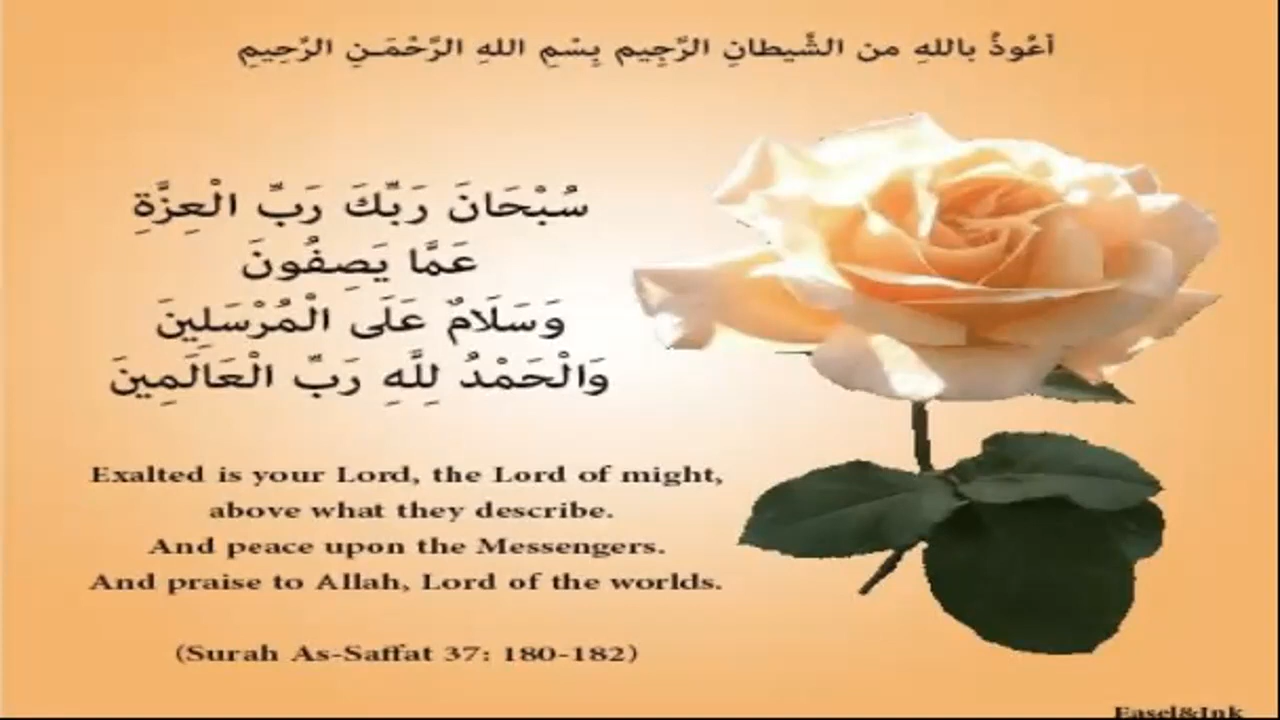 أعُوذُ باللهِ من الشَّيطانِ الرَّجِيم بِسْمِ اللهِ الرَّحْمَـنِ الرَّحِيمِ
سُبْحَانَ رَبِّكَ رَبِّ الْعِزَّةِ
عَمَّا يَصِفُونَ
وَسَلَامٌ عَلَى الْمُرْسَلِينَ
وَالْحَمْدُ لِلَّهِ رَبِّ الْعَالَمِينَ
Exalted is your Lord, the Lord of might,
above what they describe.
And peace upon the Messengers.
And praise to Allah, Lord of the worlds.
(Surah As-Saffat 37: 180-182)
Easel&Ink